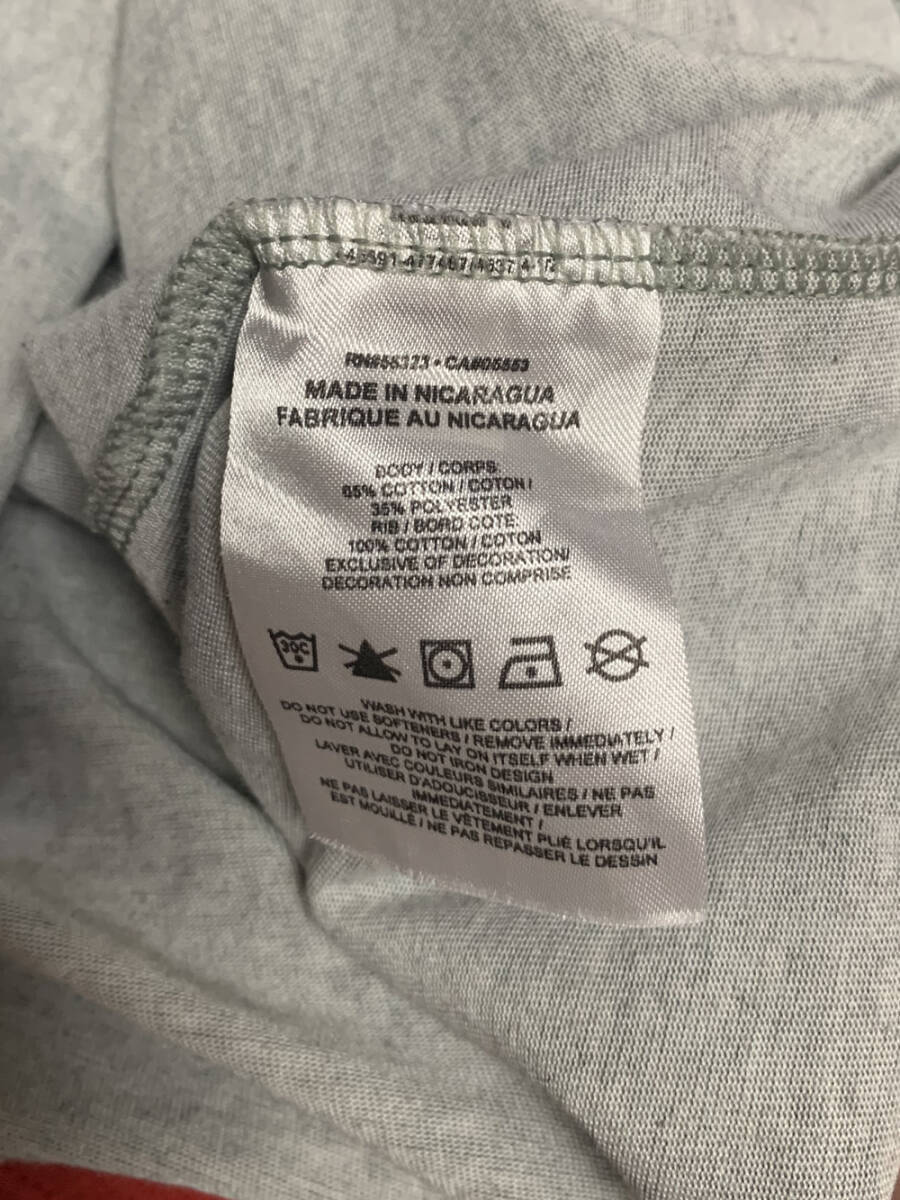 RN#56323 • CA#05553
MADE IN NICARAGUA
FABRIQUE AU NICARAGUA
BODY / CORPS
65% COTTON / COTON /
35% POLYESTER
RIB / BORD COTE
100% COTTON / COTON
EXCLUSIVE OF DECORATION/
DECORATION NON COMPRISE
30C
WASH WITH LIKE COLORS /
DO NOT USE SOFTENERS / REMOVE IMMEDIATELY /
DO NOT ALLOW TO LAY ON ITSELF WHEN WET /
DO NOT IRON DESIGN
LAVER AVEC COULEURS SIMILAIRES / NE PAS
UTILISER D'ADOUCISSEUR / ENLEVER
IMMEDIATEMENT /
NE PAS LAISSER LE VÊTEMENT PLIÉ LORSQU'IL
EST MOUILLÉ / NE PAS REPASSER LE DESSIN